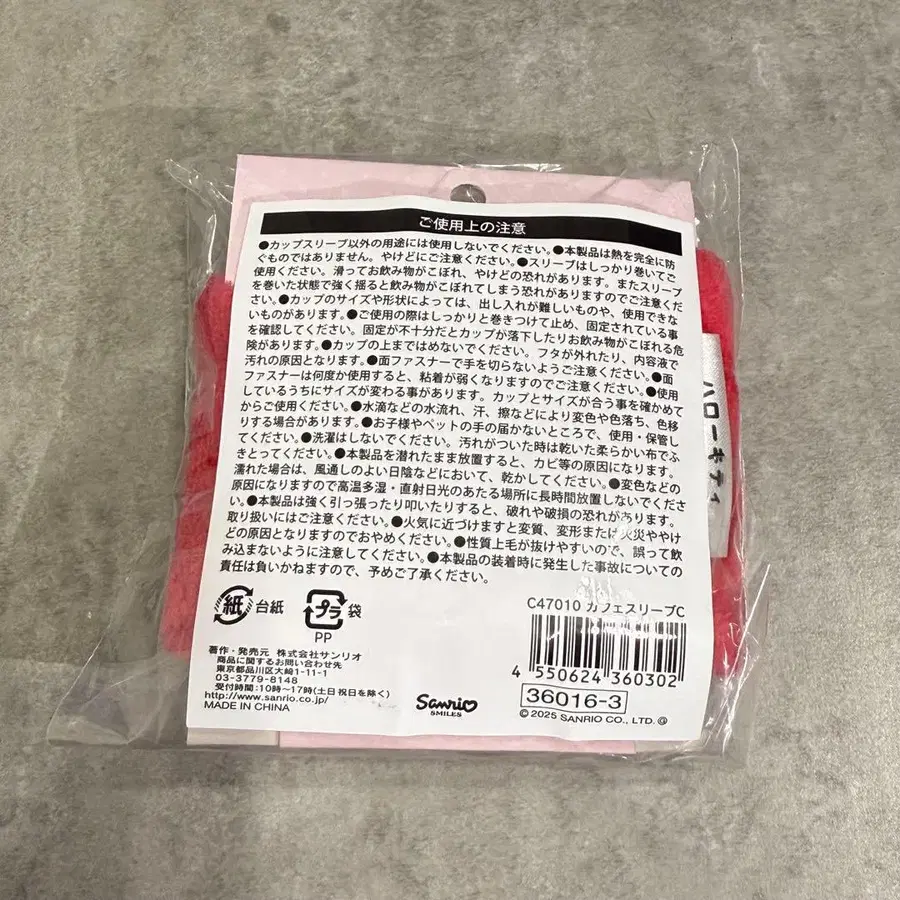 ご使用上の注意
●カップスリーブ以外の用途には使用しないでください。●本製品は熱を完全に防
ぐものではありません。やけどにご注意ください。●スリーブはしっかり巻いてご
使用ください。滑ってお飲み物がこぼれ、やけどの恐れがあります。またスリーブ
を巻いた状態で強く揺ると飲み物がこぼれてしまう恐れがありますのでご注意くだ
さい。●カップのサイズや形状によっては、出し入れが難しいものや、使用できな
いものがあります。●ご使用の際はしっかりと巻きつけて止め、固定されている事
を確認してください。固定が不十分だとカップが落下したりお飲み物がこぼれる危
険があります。●カップの上まではめないでください。フタが外れたり、内容液で
汚れの原因となります。●面ファスナーで手を切らないようご注意ください。●面
ファスナーは何度か使用すると、粘着が弱くなりますのでご注意ください。●使用
しているうちにサイズが変わる事があります。カップとサイズが合う事を確かめて
からご使用ください。●水滴などの水流れ、汗、擦などにより変色や色落ち、色移
りする場合があります。●お子様やペットの手の届かないところで、使用・保管し
てください。●洗濯はしないでください。汚れがついた時は乾いた柔らかい布でふ
きとってください。●本製品を潜れたまま放置すると、カビ等の原因になります。
濡れた場合は、風通しのよい日陰などにおいて、乾かしてください。●変色などの
原因になりますので高温多湿・直射日光のあたる場所に長時間放置しないでくださ
い。●本製品は強く引っ張ったり叩いたりすると、破れや破損の恐れがあります。
取り扱いにはご注意ください。●火気に近づけますと変質、変形または火災ややけ
どの原因となりますのでおやめください。●性質上毛が抜けやすいので、誤って飲
み込まないように注意してください。●本製品の装着時に発生した事故についての
責任は負いかねますので、予めご了承ください。
紙 台紙
プラ 袋
PP
C47010 カフェスリーブC
4 550624 360302
36016-3
© 2025 SANRIO CO., LTD. Ⓖ
著作・発売元 株式会社サンリオ
商品に関するお問い合わせ先
東京都品川区大崎1-11-1
03-3779-8148
受付時間:10時〜17時(土日祝日を除く)
http://www.sanrio.co.jp/
MADE IN CHINA
Sanrio
SMILES
ハローキティ